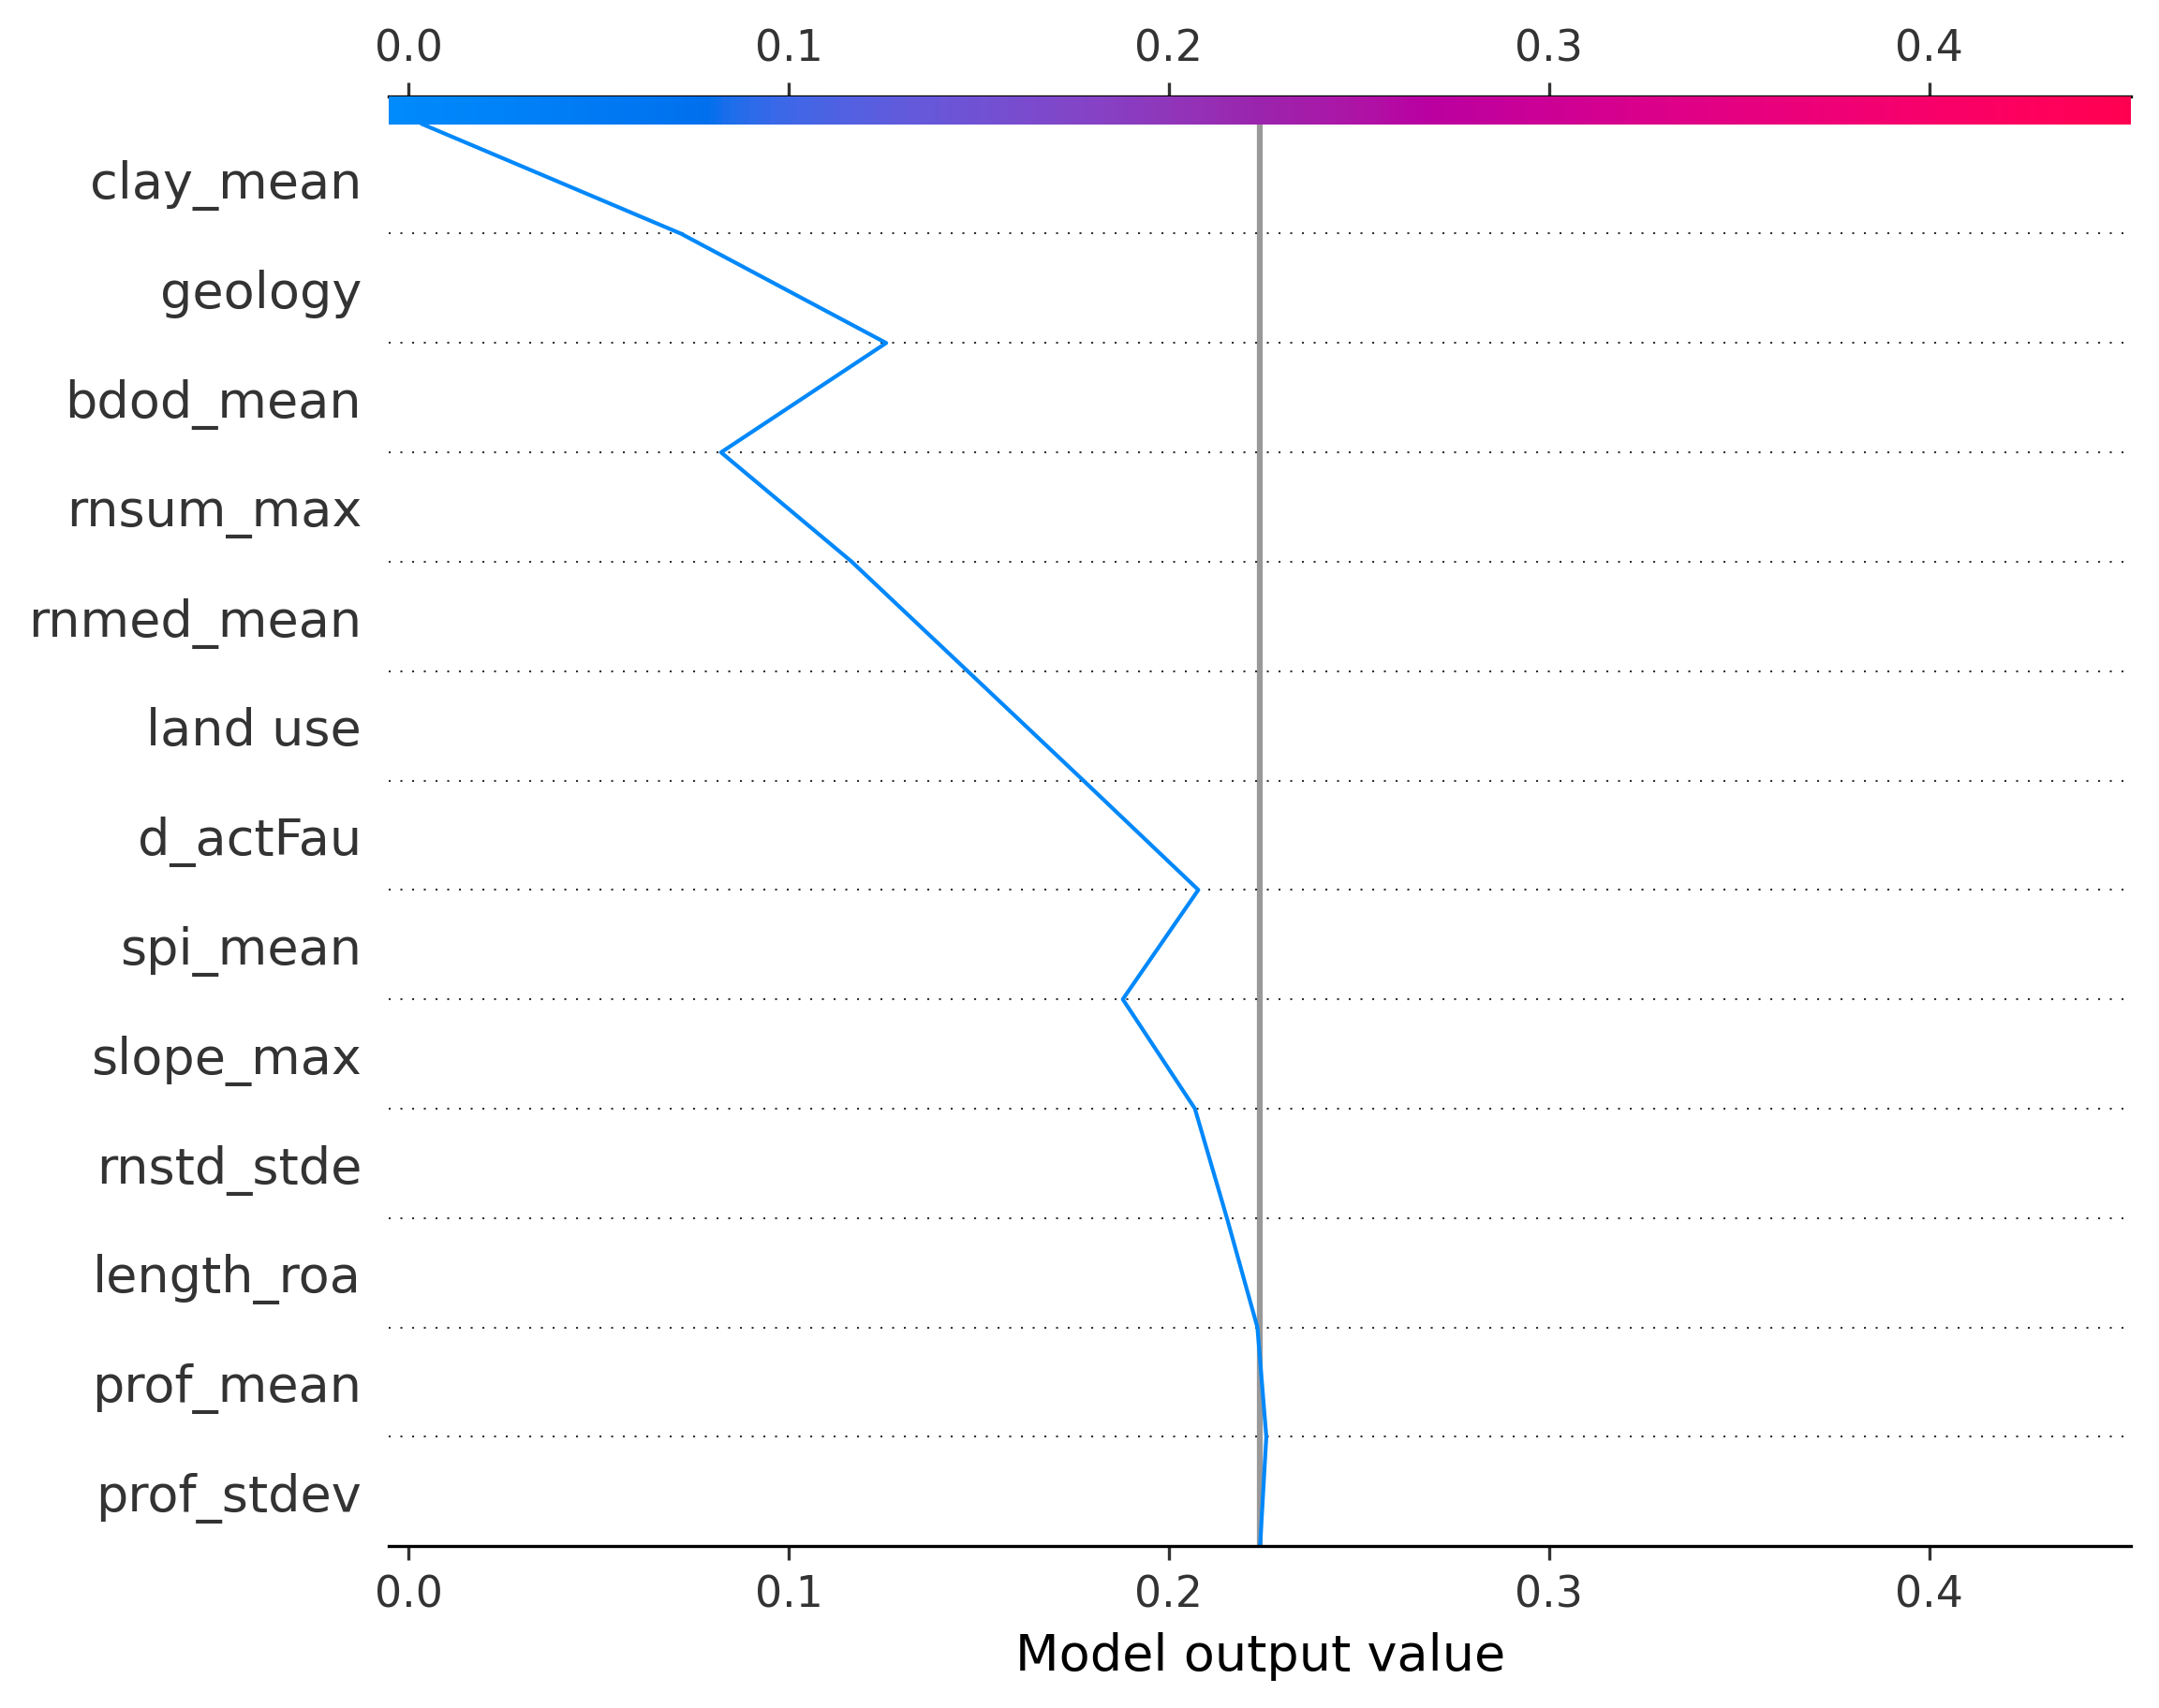 0.0 0.1 0.2 0.3 0.4
clay_mean
geology
bdod_mean
rnsum_max
rnmed_mean
land use
d_actFau
spi_mean
slope_max
rnstd_stde
length_roa
prof_mean
prof_stdev
0.0 0.1 0.2 0.3 0.4
Model output value